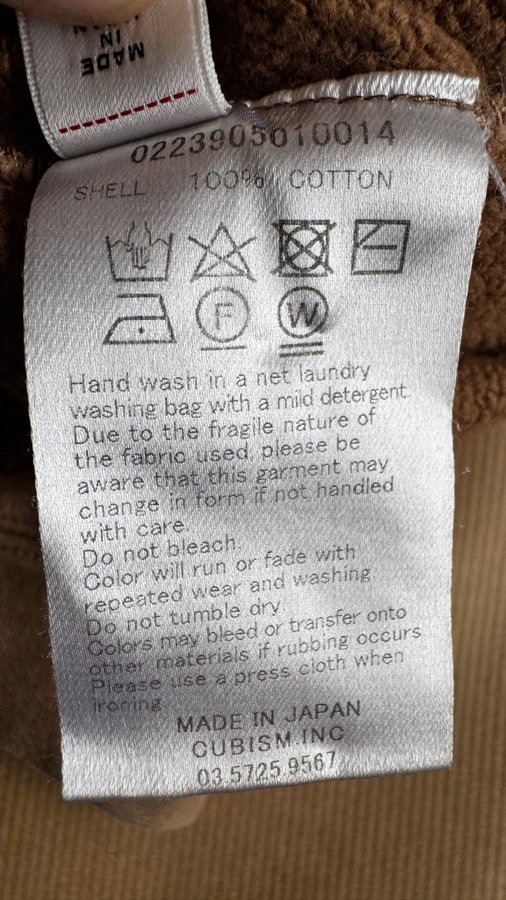 MADE
IN
0223905010014
SHELL 100% COTTON
F
W
Hand wash in a net laundry
washing bag with a mild detergent.
Due to the fragile nature of
the fabric used, please be
aware that this garment may
change in form if not handled
with care.
Do not bleach.
Color will run or fade with
repeated wear and washing.
Do not tumble dry.
Colors may bleed or transfer onto
other materials if rubbing occurs.
Please use a press cloth when
ironing.
MADE IN JAPAN
CUBISM.INC
03.5725.9567